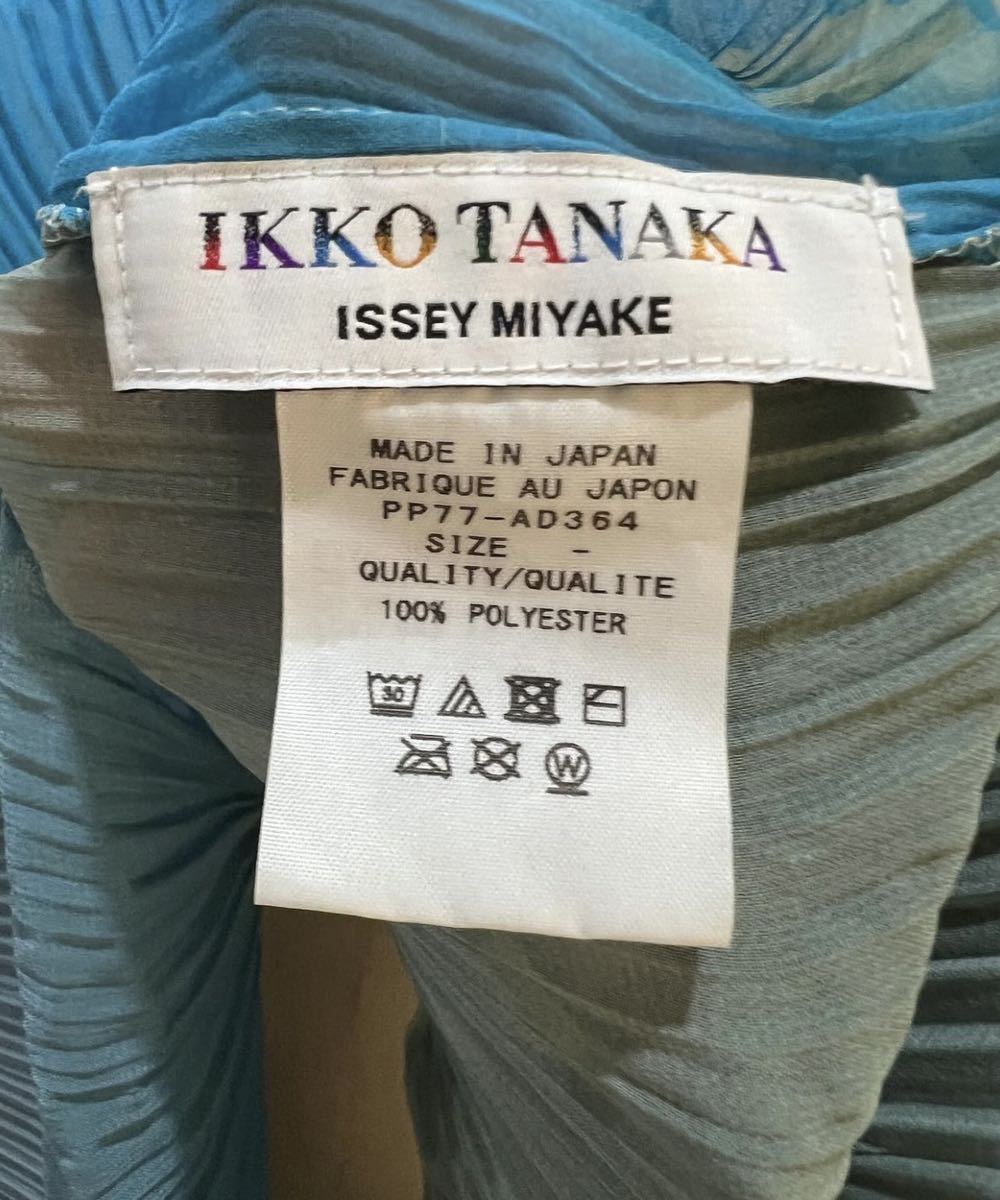 IKKO TANAKA
ISSEY MIYAKE
MADE IN JAPAN
FABRIQUE AU JAPON
PP77-AD364
SIZE -
QUALITY/QUALITE
100% POLYESTER
30
W